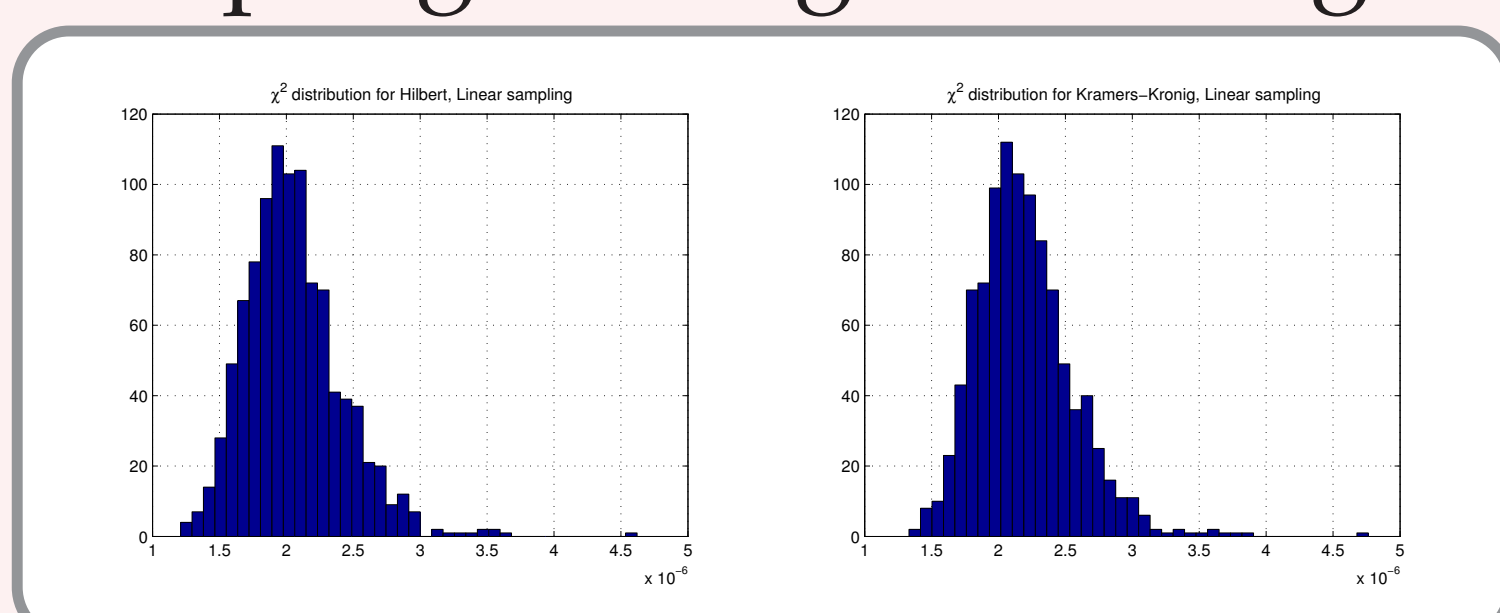 χ² distribution for Hilbert, Linear sampling
120
100
80
60
40
20
0
1 1.5 2 2.5 3 3.5 4 4.5 5
x 10⁻⁶
χ² distribution for Kramers−Kronig, Linear sampling
120
100
80
60
40
20
0
1 1.5 2 2.5 3 3.5 4 4.5 5
x 10⁻⁶